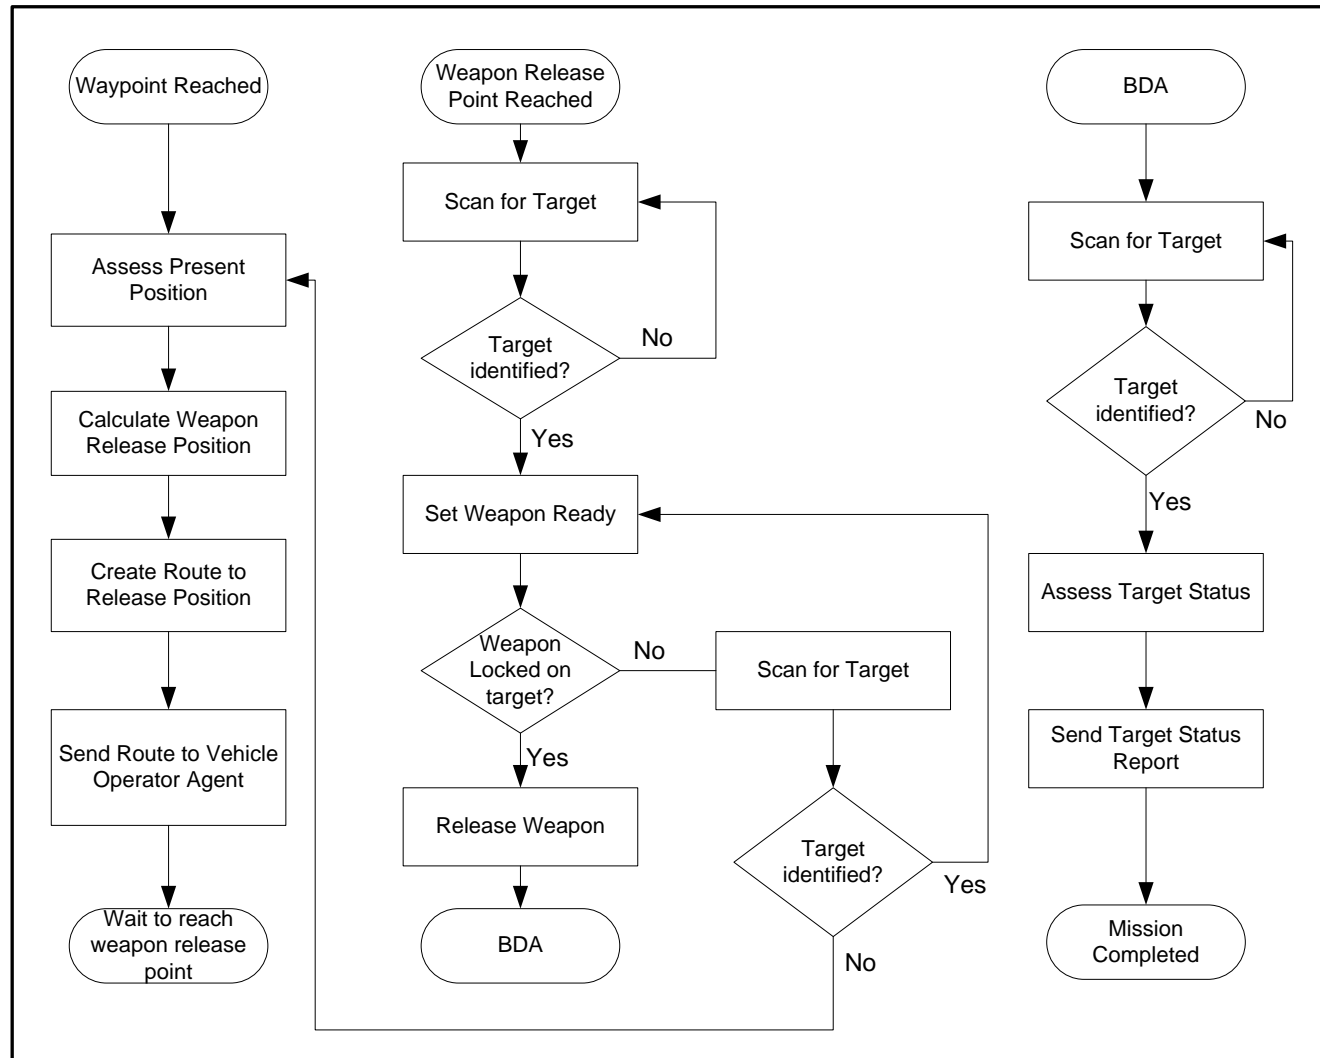 Waypoint Reached
Assess Present
Position
Calculate Weapon
Release Position
Create Route to
Release Position
Send Route to Vehicle
Operator Agent
Wait to reach
weapon release
point
Weapon Release
Point Reached
Scan for Target
Target
identified?
No
Yes
Set Weapon Ready
Weapon
Locked on
target?
No
Yes
Scan for Target
Target
identified?
Yes
No
Release Weapon
BDA
BDA
Scan for Target
Target
identified?
No
Yes
Assess Target Status
Send Target Status
Report
Mission
Completed